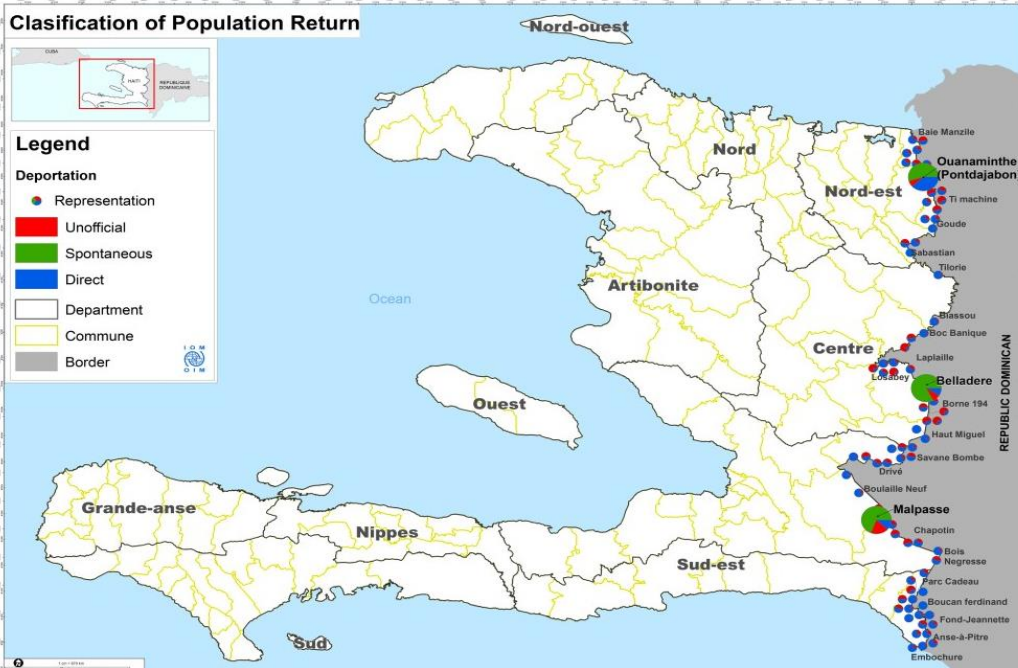 Clasification of Population Return
CUBA
HAITI
REPUBLIQUE
DOMINICAINE
Legend
Deportation
Representation
Unofficial
Spontaneous
Direct
Department
Commune
Border
IOM
OIM
Ocean
Nord-ouest
Nord
Nord-est
Artibonite
Centre
Ouest
Grande-anse
Nippes
Sud-est
Sud
Baie Manzile
Ouanaminthe
(Pontdajabon)
Ti machine
Goude
Sabastian
Tilorie
Biassou
Boc Banique
Laplaille
Losabey
Belladere
Borne 194
Haut Miguel
Savane Bombe
Drivé
Boulaille Neuf
Malpasse
Chapotin
Bois
Negresse
Parc Cadeau
Boucan ferdinand
Fond-Jeannette
Anse-à-Pitre
Embochure
REPUBLIC DOMINICAN